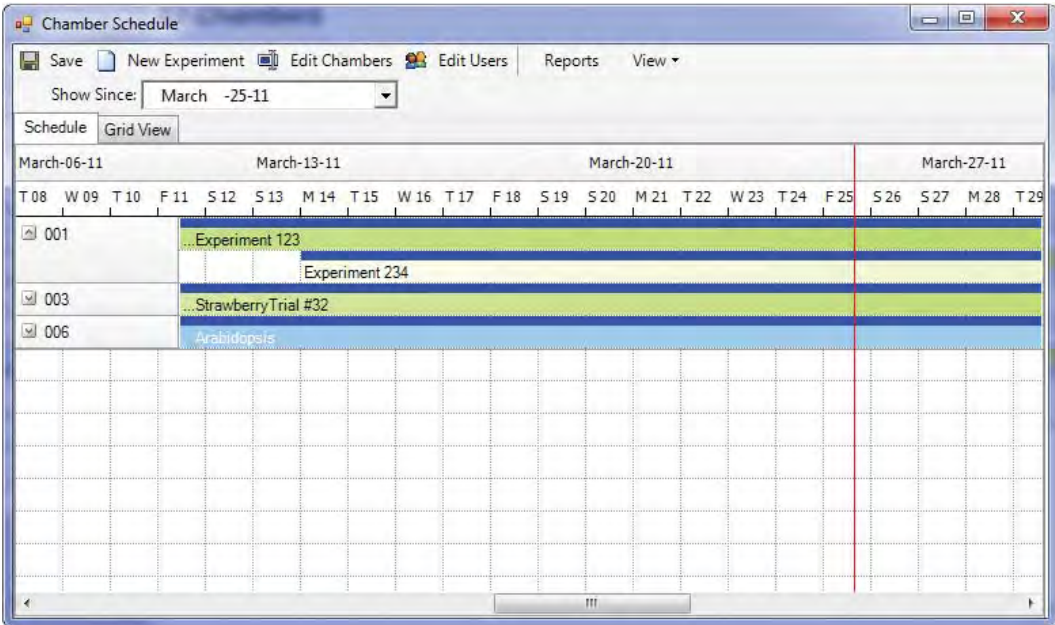 Chamber Schedule
Save New Experiment Edit Chambers Edit Users Reports View
Show Since: March -25-11
Schedule Grid View
March-06-11 March-13-11 March-20-11 March-27-11
T 08 W 09 T 10 F 11 S 12 S 13 M 14 T 15 W 16 T 17 F 18 S 19 S 20 M 21 T 22 W 23 T 24 F 25 S 26 S 27 M 28 T 29
001 ...Experiment 123
Experiment 234
003 ...StrawberryTrial #32
006 Arabidopsis